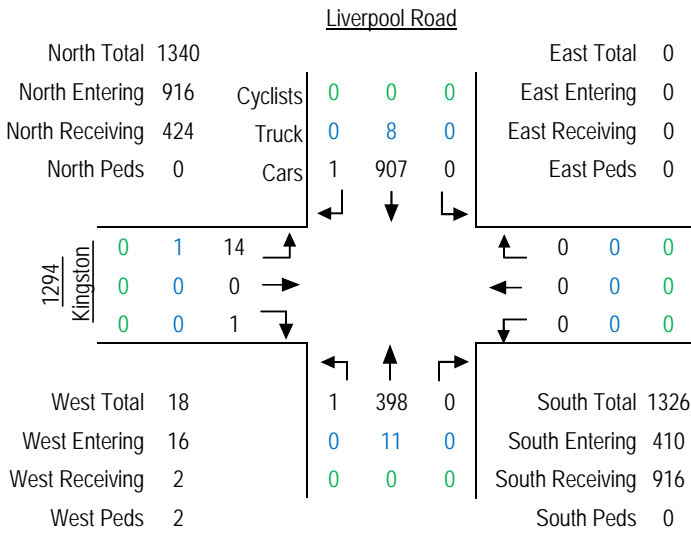 Liverpool Road
North Total 1340
East Total 0
North Entering 916
Cyclists 0 0 0
East Entering 0
North Receiving 424
Truck 0 8 0
East Receiving 0
North Peds 0
Cars 1 907 0
East Peds 0
1294
Kingston
0 1 14
0 0 0
0 0 1
0 0 0
0 0 0
0 0 0
West Total 18
1 398 0
South Total 1326
West Entering 16
0 11 0
South Entering 410
West Receiving 2
0 0 0
South Receiving 916
West Peds 2
South Peds 0